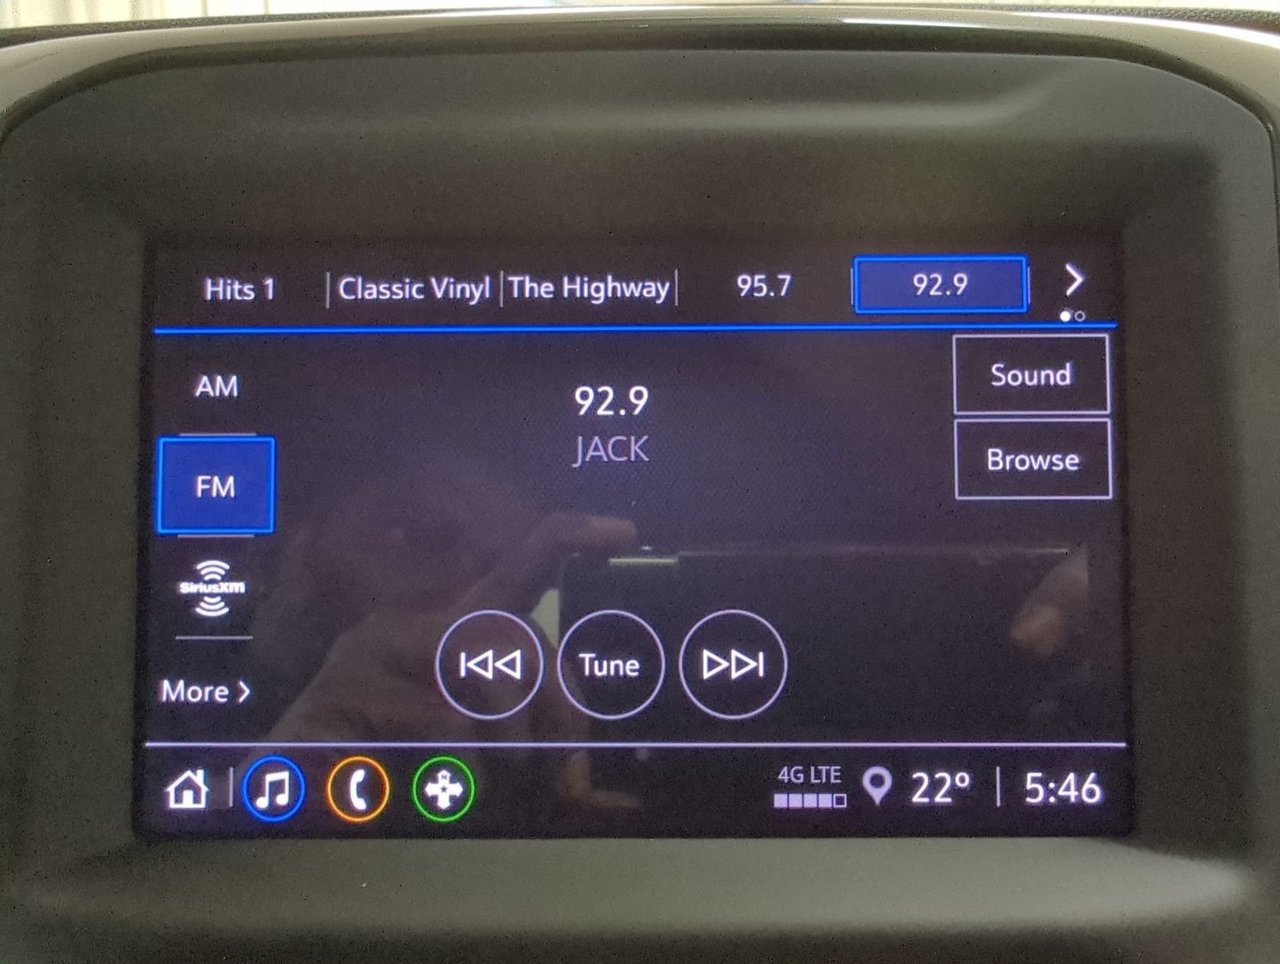 Hits 1 Classic Vinyl The Highway 95.7 92.9
AM
92.9
JACK
Sound
Browse
FM
SiriusXM
More
Tune
4G LTE
22°
5:46